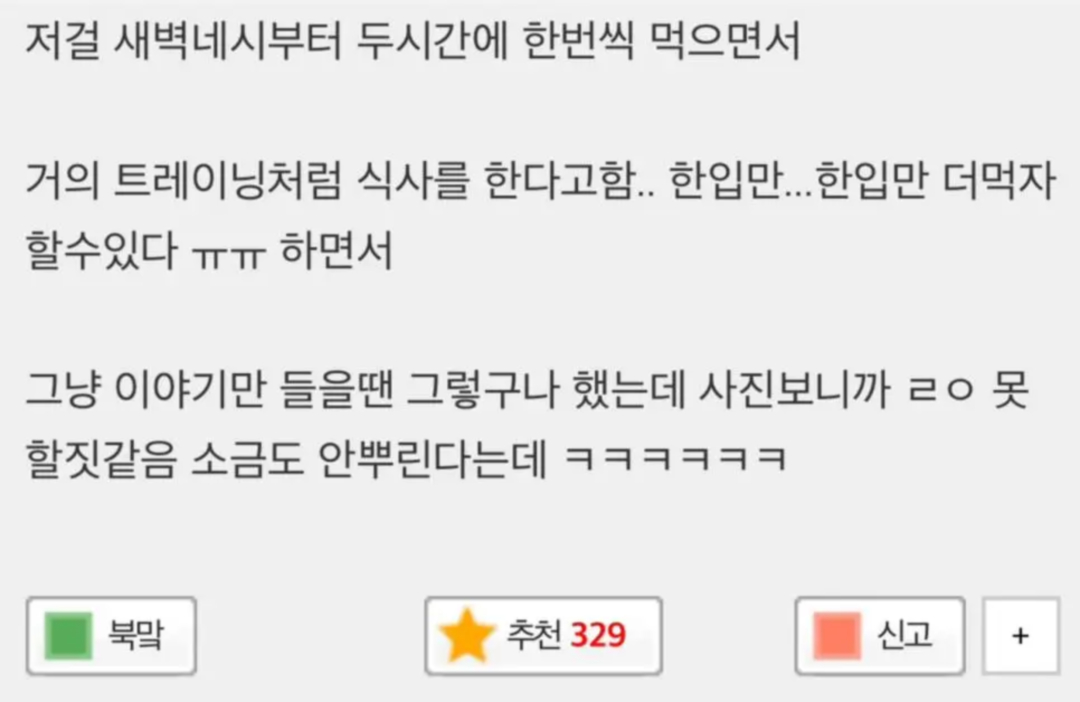 저걸 새벽네시부터 두시간에 한번씩 먹으면서
거의 트레이닝처럼 식사를 한다고함.. 한입만...한입만 더먹자
할수있다 ㅠㅠ 하면서
그냥 이야기만 들을땐 그렇구나 했는데 사진보니까 ㄹㅇ 못
할짓같음 소금도 안뿌린다는데 ㅋㅋㅋㅋㅋㅋ
북맠 추천 329 신고 +